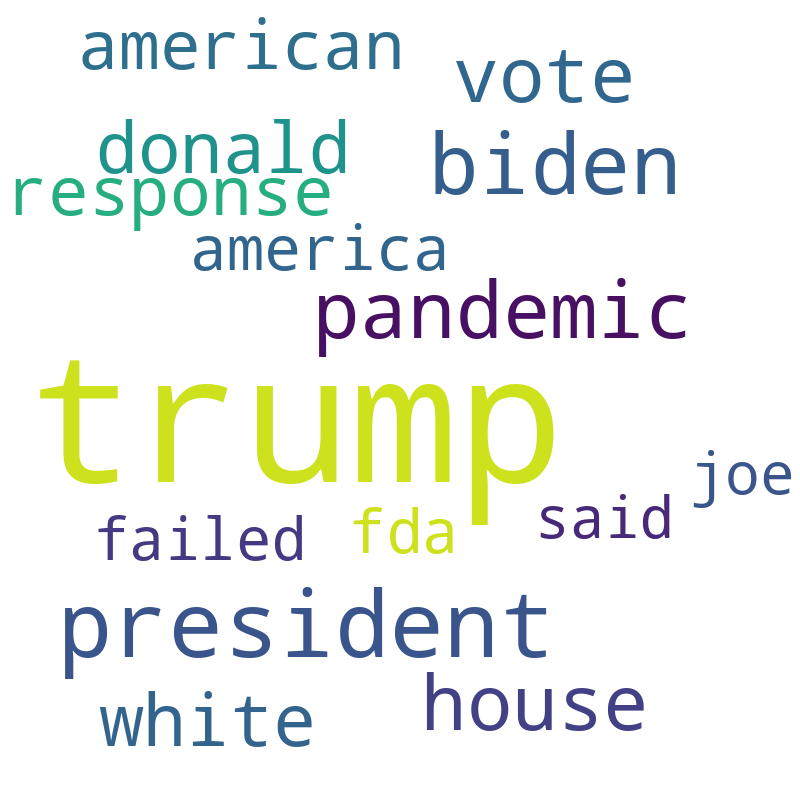 american
vote
donald
biden
response
america
pandemic
trump
joe
failed
fda
said
president
white
house